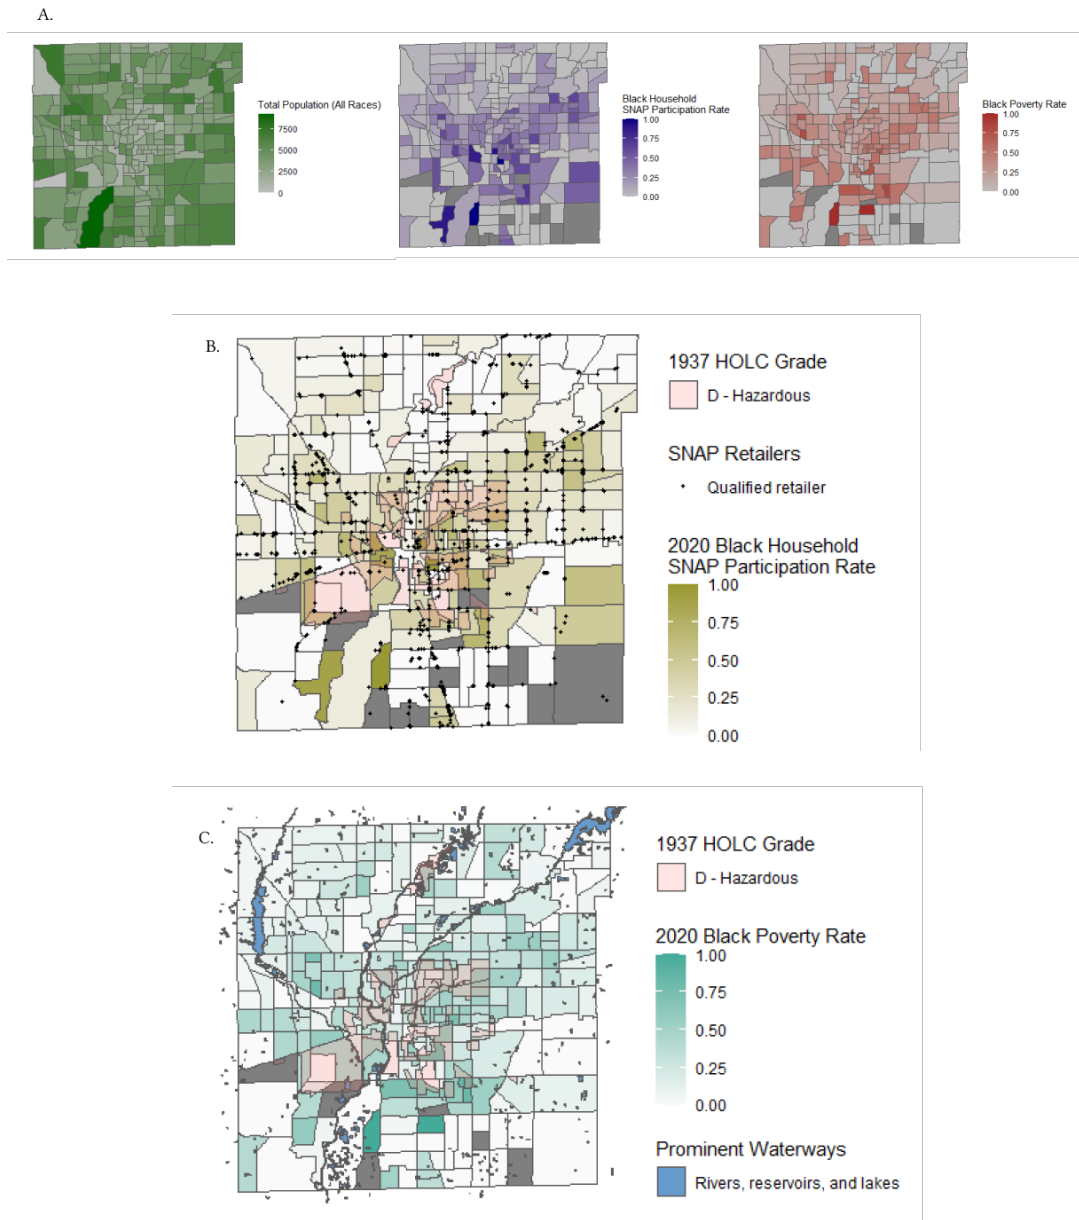 A.
Total Population (All Races)
7500
5000
2500
0
Black Household
SNAP Participation Rate
1.00
0.75
0.50
0.25
0.00
Black Poverty Rate
1.00
0.75
0.50
0.25
0.00
B.
1937 HOLC Grade
D - Hazardous
SNAP Retailers
Qualified retailer
2020 Black Household
SNAP Participation Rate
1.00
0.75
0.50
0.25
0.00
C.
1937 HOLC Grade
D - Hazardous
2020 Black Poverty Rate
1.00
0.75
0.50
0.25
0.00
Prominent Waterways
Rivers, reservoirs, and lakes